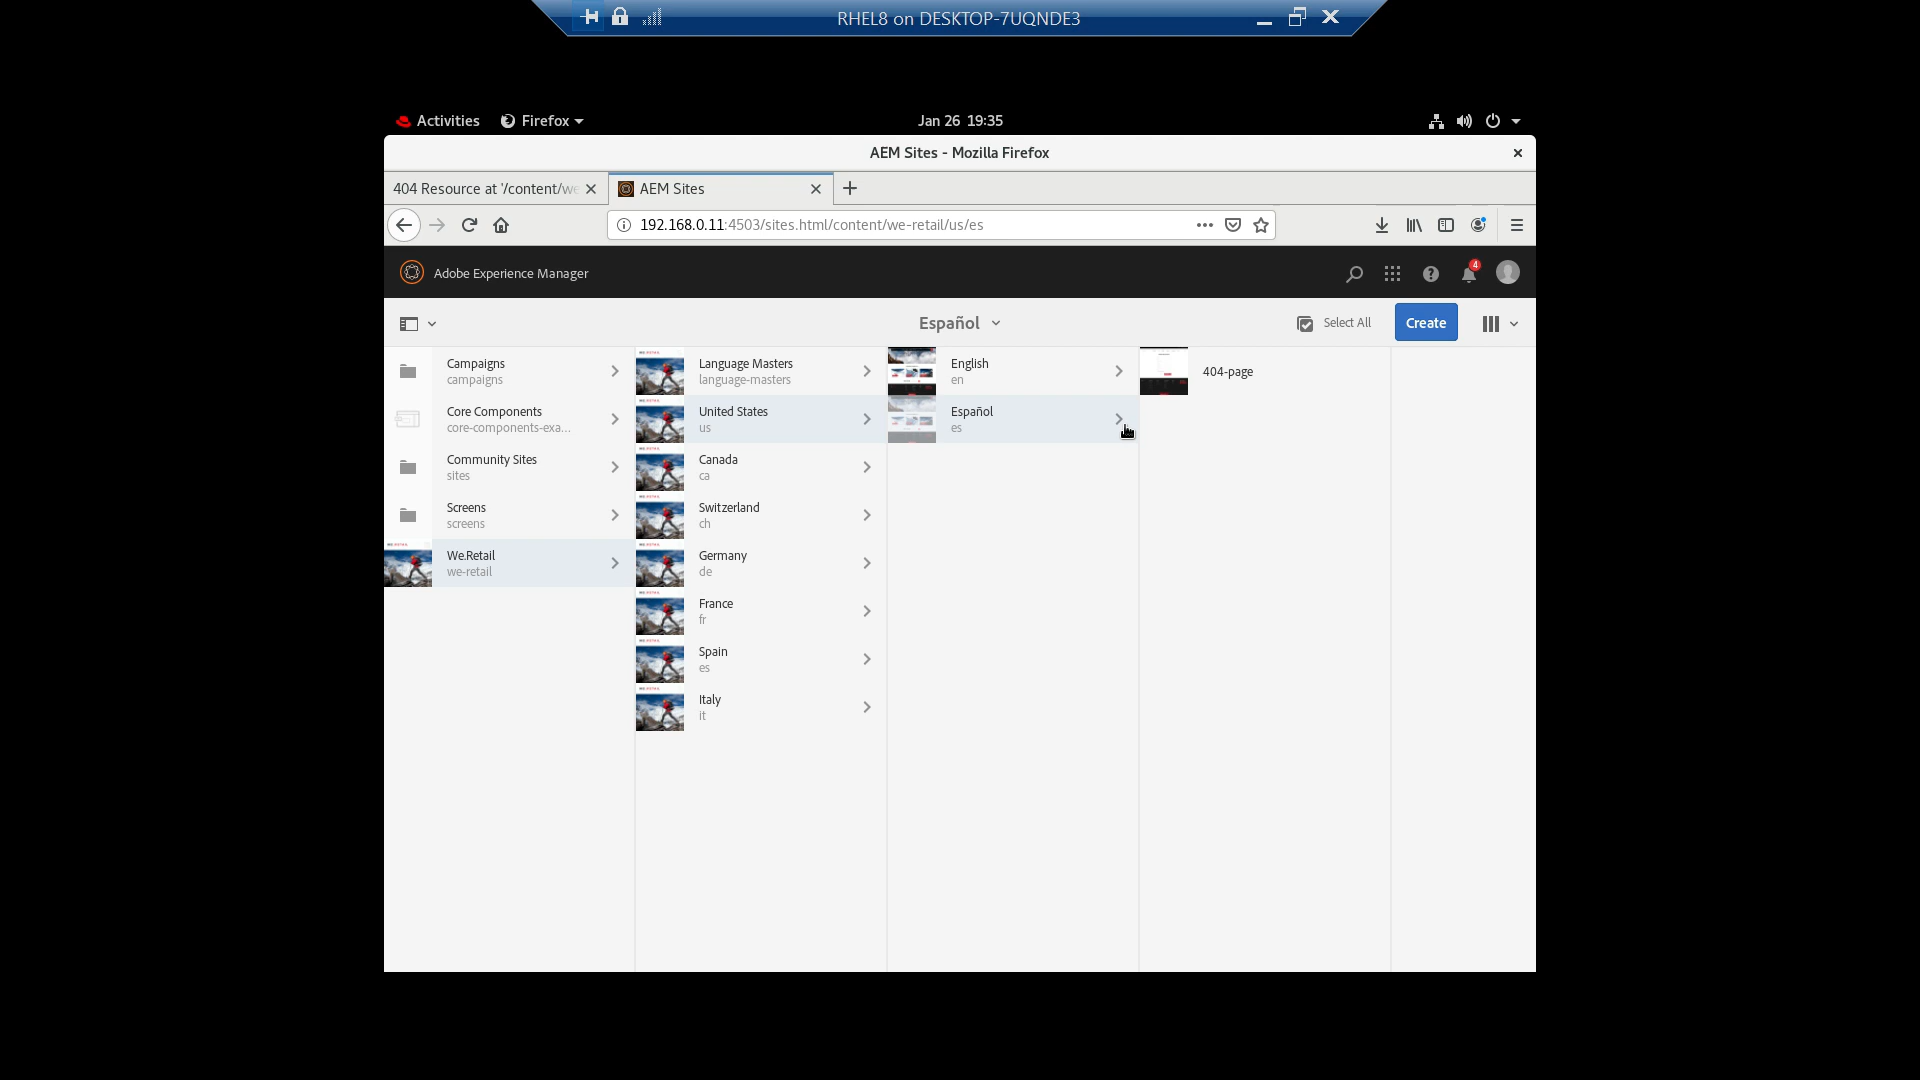 RHEL8 on DESKTOP-7UQNDE3
Activities
Firefox
Jan 26 19:35
AEM Sites - Mozilla Firefox
404 Resource at '/content/we
AEM Sites
192.168.0.11:4503/sites.html/content/we-retail/us/es
Adobe Experience Manager
4
Español
Select All
Create
Campaigns
campaigns
Core Components
core-components-exa...
Community Sites
sites
Screens
screens
We.Retail
we-retail
Language Masters
language-masters
United States
us
Canada
ca
Switzerland
ch
Germany
de
France
fr
Spain
es
Italy
it
English
en
Español
es
404-page